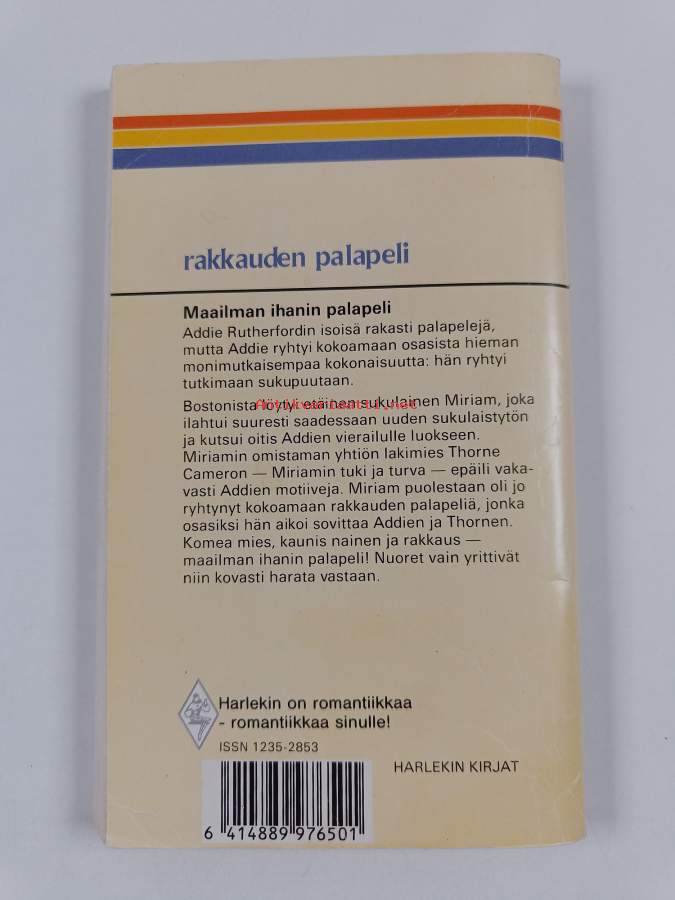 rakkauden palapeli
Maailman ihanin palapeli
Addie Rutherfordin isoisä rakasti palapelejä,
mutta Addie ryhtyi kokoamaan osasista hieman
monimutkaisempaa kokonaisuutta: hän ryhtyi
tutkimaan sukupuutaan.
Bostonista löytyi etäinen sukulainen Miriam, joka
Antikvariaatti.net
ilahtui suuresti saadessaan uuden sukulaistytön
ja kutsui oitis Addien vierailulle luokseen.
Miriamin omistaman yhtiön lakimies Thorne
Cameron — Miriamin tuki ja turva — epäili vaka-
vasti Addien motiiveja. Miriam puolestaan oli jo
ryhtynyt kokoamaan rakkauden palapeliä, jonka
osasiksi hän aikoi sovittaa Addien ja Thornen.
Komea mies, kaunis nainen ja rakkaus —
maailman ihanin palapeli! Nuoret vain yrittivät
niin kovasti harata vastaan.
Harlekin on romantiikkaa
- romantiikkaa sinulle!
ISSN 1235-2853
HARLEKIN KIRJAT
6 414889 976501